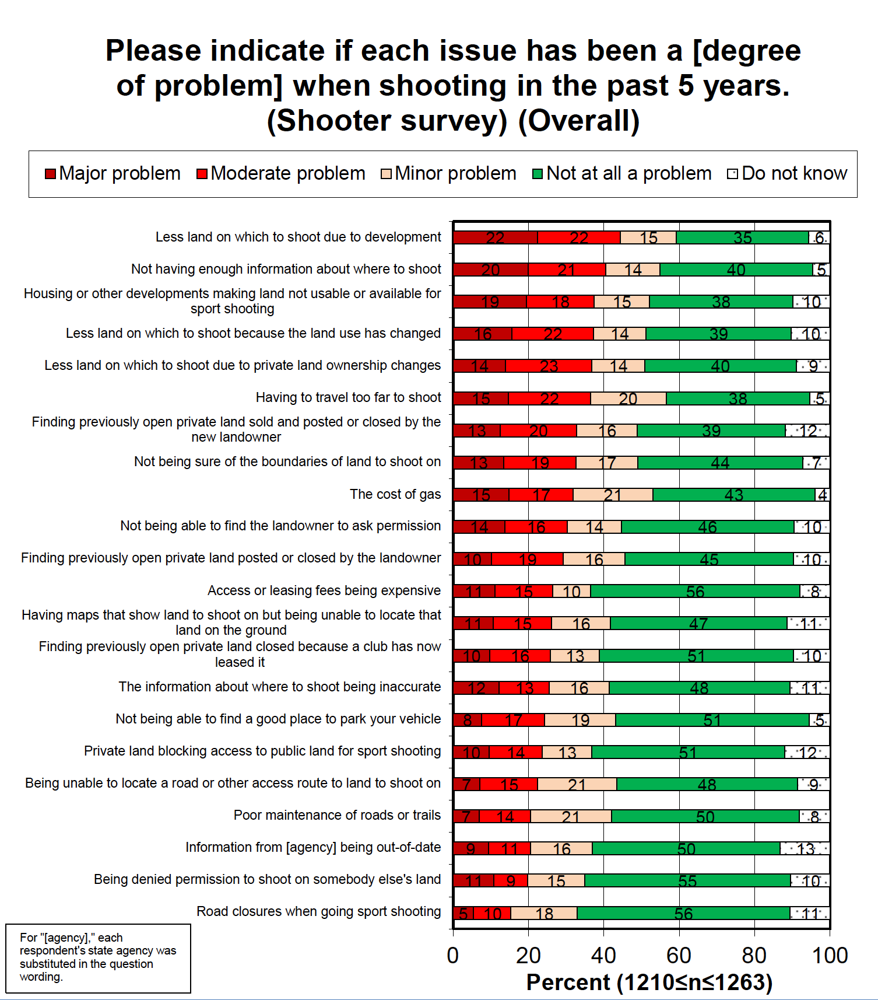 Please indicate if each issue has been a [degree
of problem] when shooting in the past 5 years.
(Shooter survey) (Overall)
Major problem Moderate problem Minor problem Not at all a problem Do not know
Less land on which to shoot due to development 22 22 15 35 6
Not having enough information about where to shoot 20 21 14 40 5
Housing or other developments making land not usable or available for
sport shooting 19 18 15 38 10
Less land on which to shoot because the land use has changed 16 22 14 39 10
Less land on which to shoot due to private land ownership changes 14 23 14 40 9
Having to travel too far to shoot 15 22 20 38 5
Finding previously open private land sold and posted or closed by the
new landowner 13 20 16 39 12
Not being sure of the boundaries of land to shoot on 13 19 17 44 7
The cost of gas 15 17 21 43 4
Not being able to find the landowner to ask permission 14 16 14 46 10
Finding previously open private land posted or closed by the landowner 10 19 16 45 10
Access or leasing fees being expensive 11 15 10 56 8
Having maps that show land to shoot on but being unable to locate that
land on the ground 11 15 16 47 11
Finding previously open private land closed because a club has now
leased it 10 16 13 51 10
The information about where to shoot being inaccurate 12 13 16 48 11
Not being able to find a good place to park your vehicle 8 17 19 51 5
Private land blocking access to public land for sport shooting 10 14 13 51 12
Being unable to locate a road or other access route to land to shoot on 7 15 21 48 9
Poor maintenance of roads or trails 7 14 21 50 8
Information from [agency] being out-of-date 9 11 16 50 13
Being denied permission to shoot on somebody else's land 11 9 15 55 10
Road closures when going sport shooting 5 10 18 56 11
0 20 40 60 80 100
Percent (1210≤n≤1263)
For "[agency]," each
respondent's state agency was
substituted in the question
wording.